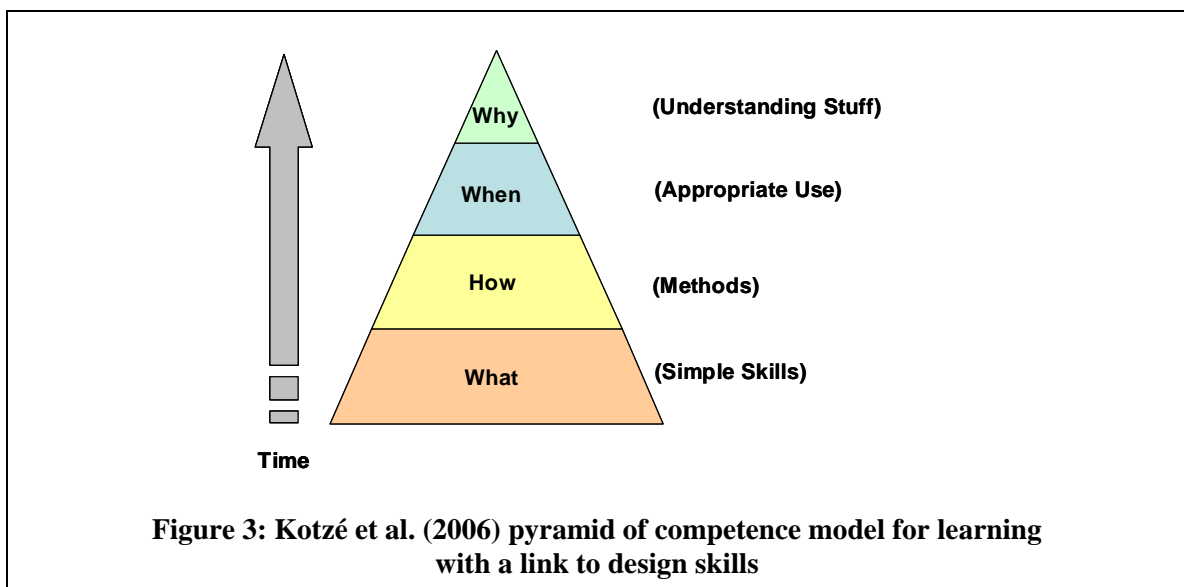 Why (Understanding Stuff)
When (Appropriate Use)
How (Methods)
What (Simple Skills)
Time
Figure 3: Kotzé et al. (2006) pyramid of competence model for learning
with a link to design skills